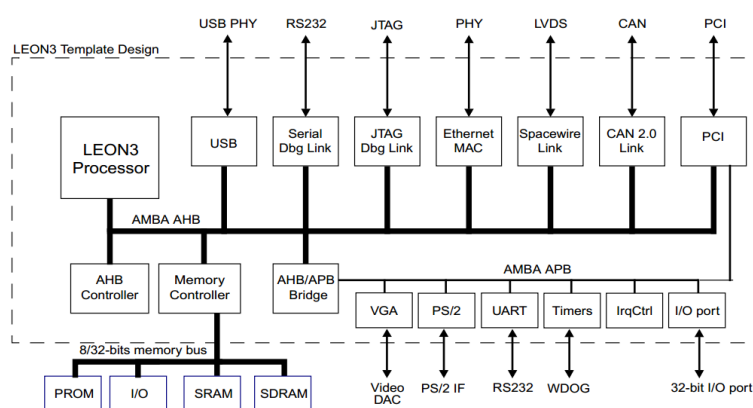 USB PHY
RS232
JTAG
PHY
LVDS
CAN
PCI
LEON3 Template Design
LEON3
Processor
USB
Serial
Dbg Link
JTAG
Dbg Link
Ethernet
MAC
Spacewire
Link
CAN 2.0
Link
PCI
AMBA AHB
AHB
Controller
Memory
Controller
AHB/APB
Bridge
AMBA APB
VGA
PS/2
UART
Timers
IrqCtrl
I/O port
8/32-bits memory bus
PROM
I/O
SRAM
SDRAM
Video
DAC
PS/2 IF
RS232
WDOG
32-bit I/O port